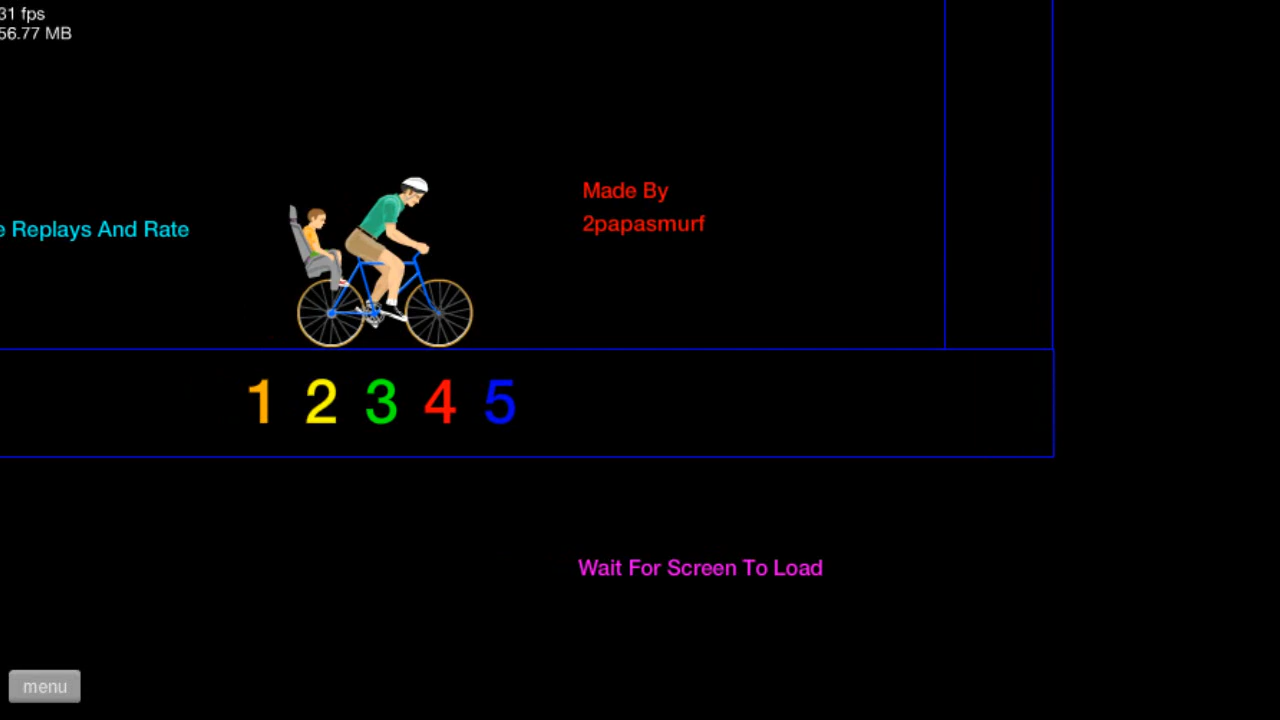 31 fps
56.77 MB
Made By
2papasmurf
e Replays And Rate
1 2 3 4 5
Wait For Screen To Load
menu